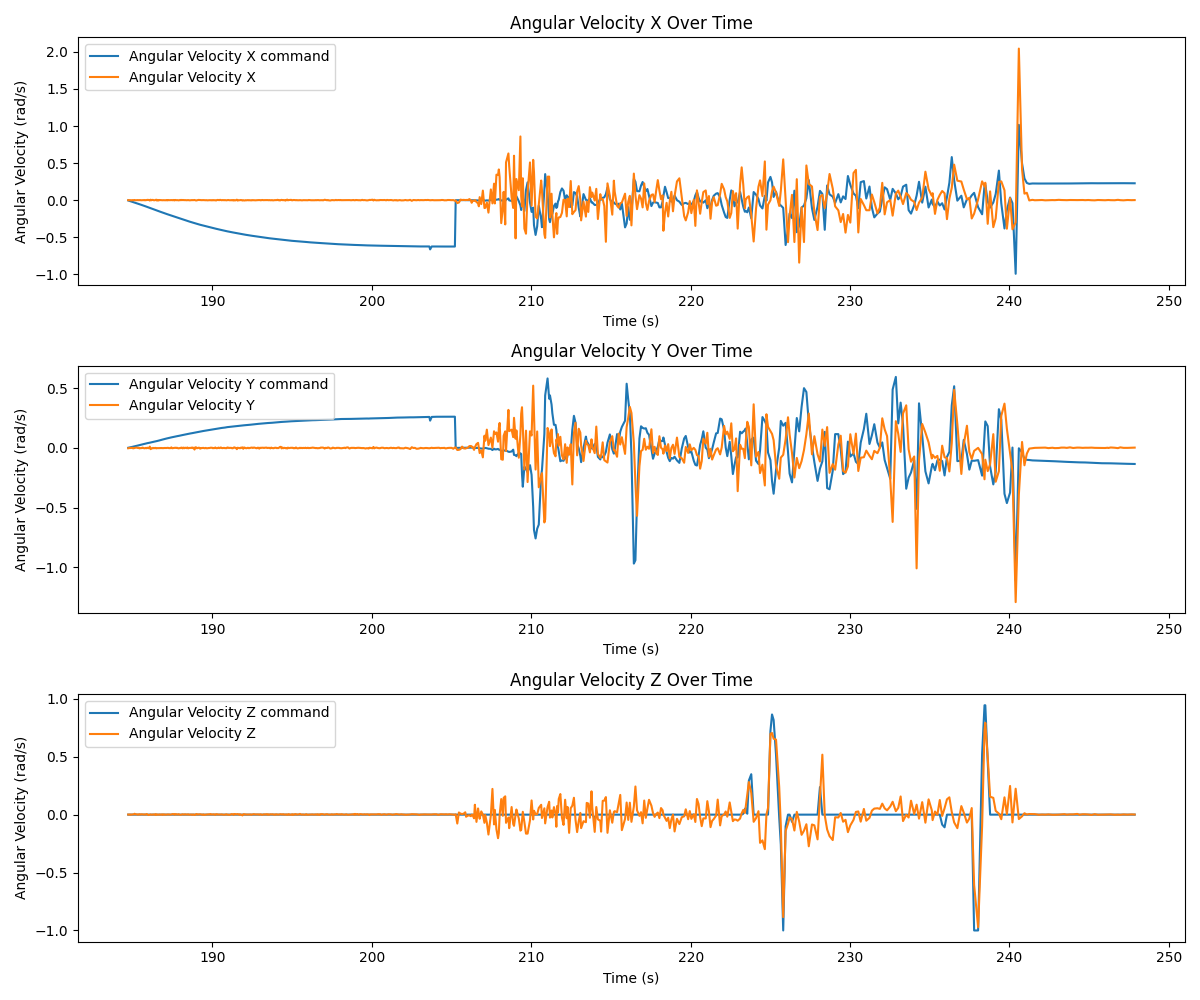 Angular Velocity X Over Time
Angular Velocity X command
Angular Velocity X
Angular Velocity (rad/s)
2.0
1.5
1.0
0.5
0.0
−0.5
−1.0
190 200 210 220 230 240 250
Time (s)
Angular Velocity Y Over Time
Angular Velocity Y command
Angular Velocity Y
Angular Velocity (rad/s)
0.5
0.0
−0.5
−1.0
190 200 210 220 230 240 250
Time (s)
Angular Velocity Z Over Time
Angular Velocity Z command
Angular Velocity Z
Angular Velocity (rad/s)
1.0
0.5
0.0
−0.5
−1.0
190 200 210 220 230 240 250
Time (s)